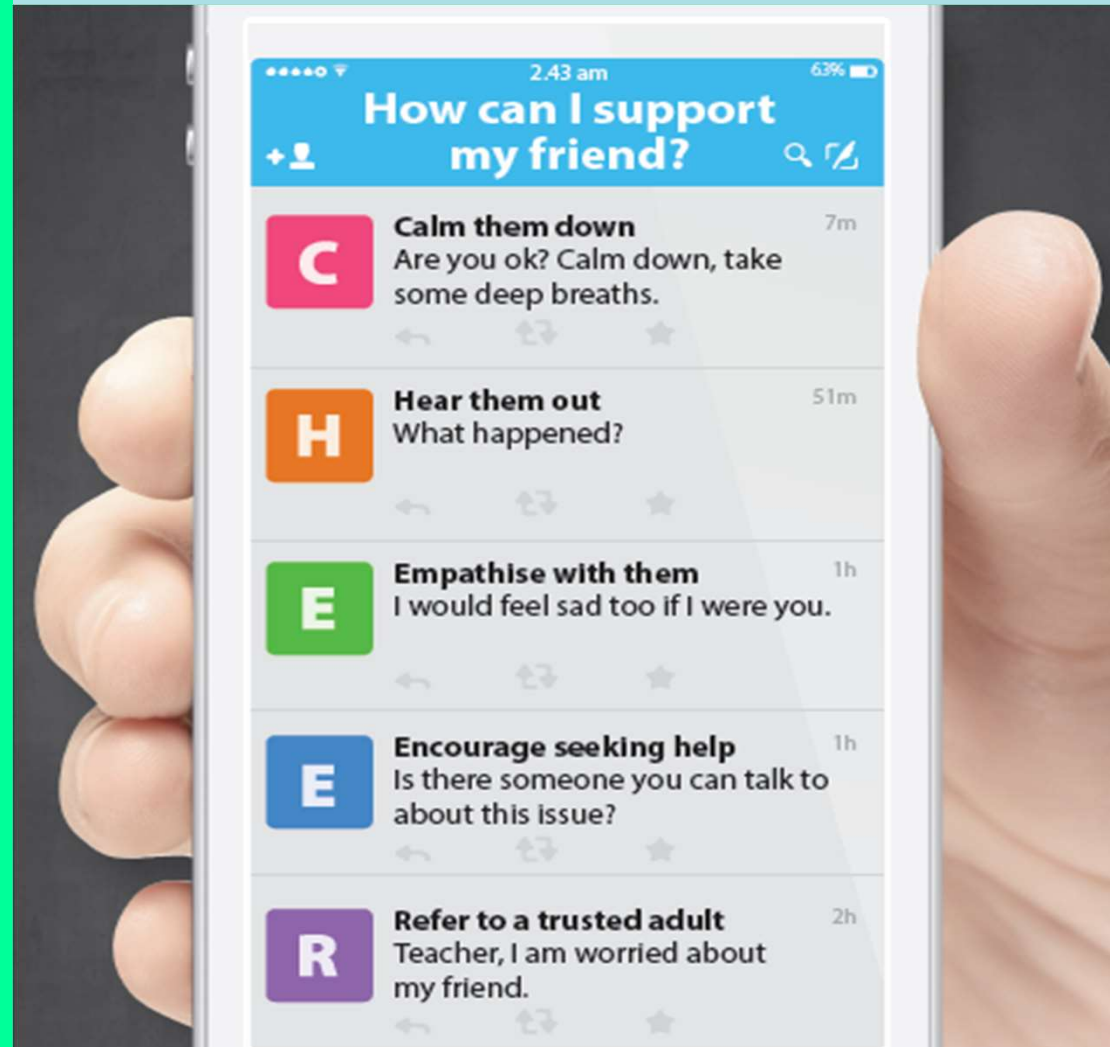 2.43 am
63%
How can I support
my friend?
C
Calm them down
7m
Are you ok? Calm down, take
some deep breaths.
H
Hear them out
51m
What happened?
E
Empathise with them
1h
I would feel sad too if I were you.
E
Encourage seeking help
1h
Is there someone you can talk to
about this issue?
R
Refer to a trusted adult
2h
Teacher, I am worried about
my friend.